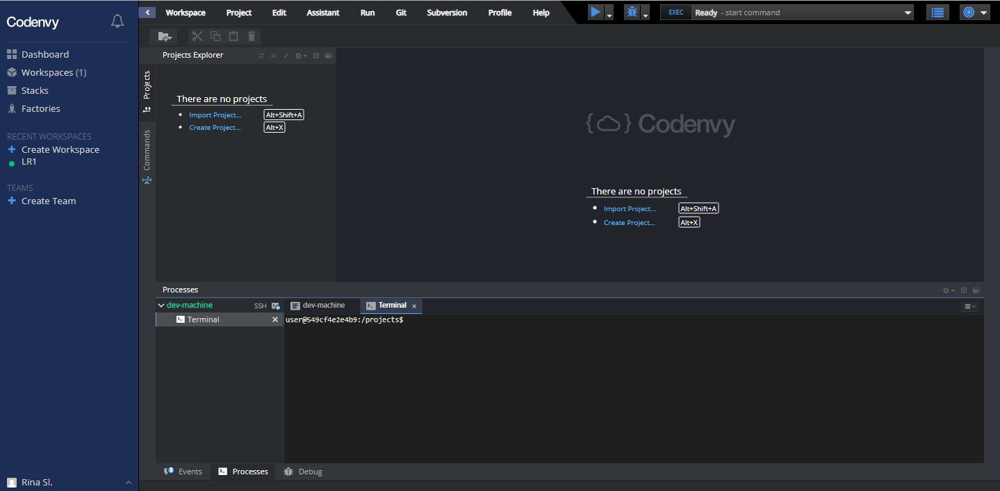 Codenvy
Dashboard
Workspaces (1)
Stacks
Factories
RECENT WORKSPACES
Create Workspace
LR1
TEAMS
Create Team
Rina Sl.
Workspace Project Edit Assistant Run Git Subversion Profile Help
EXEC Ready - start command
Projects Explorer
Projects
Commands
There are no projects
Import Project... Alt+Shift+A
Create Project... Alt+X
{ } Codenvy
There are no projects
Import Project... Alt+Shift+A
Create Project... Alt+X
Processes
dev-machine SSH
Terminal
dev-machine Terminal
user@549cf4e2e4b9:/projects$
Events Processes Debug